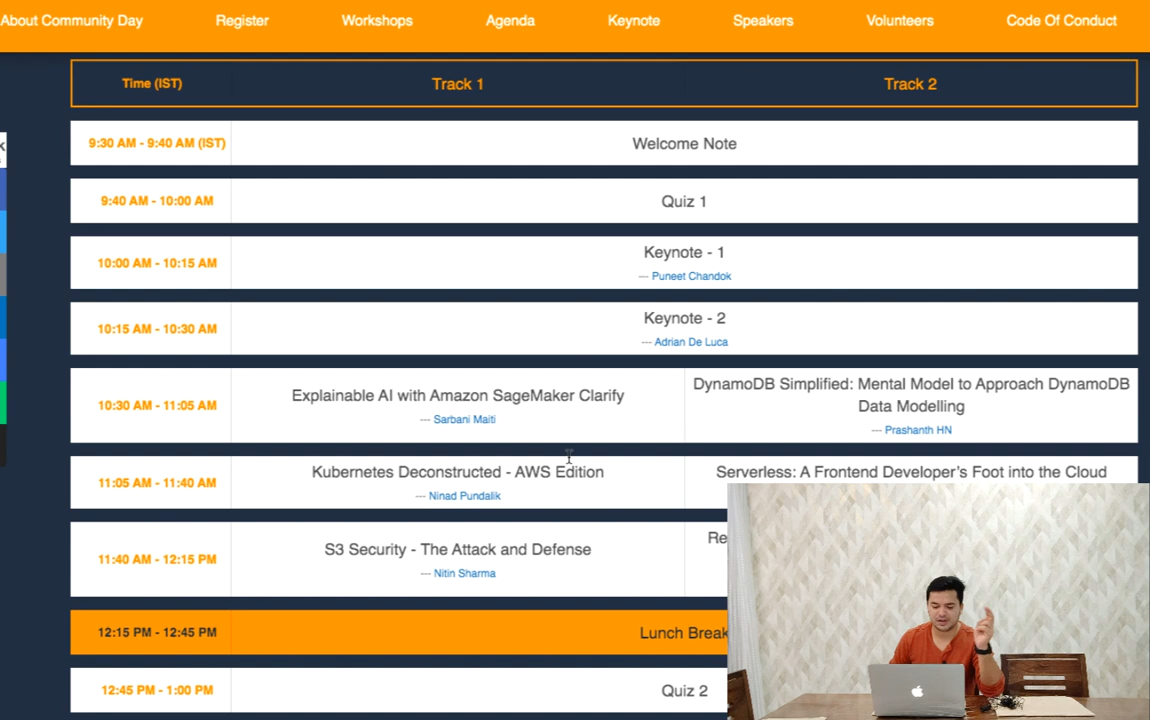 About Community Day Register Workshops Agenda Keynote Speakers Volunteers Code Of Conduct
Time (IST) Track 1 Track 2
9:30 AM - 9:40 AM (IST) Welcome Note
9:40 AM - 10:00 AM Quiz 1
10:00 AM - 10:15 AM Keynote - 1
--- Puneet Chandok
10:15 AM - 10:30 AM Keynote - 2
--- Adrian De Luca
10:30 AM - 11:05 AM
Explainable AI with Amazon SageMaker Clarify
--- Sarbani Maiti
DynamoDB Simplified: Mental Model to Approach DynamoDB
Data Modelling
--- Prashanth HN
11:05 AM - 11:40 AM
Kubernetes Deconstructed - AWS Edition
--- Ninad Pundalik
Serverless: A Frontend Developer's Foot into the Cloud
11:40 AM - 12:15 PM
S3 Security - The Attack and Defense
--- Nitin Sharma
Re
12:15 PM - 12:45 PM Lunch Break
12:45 PM - 1:00 PM Quiz 2